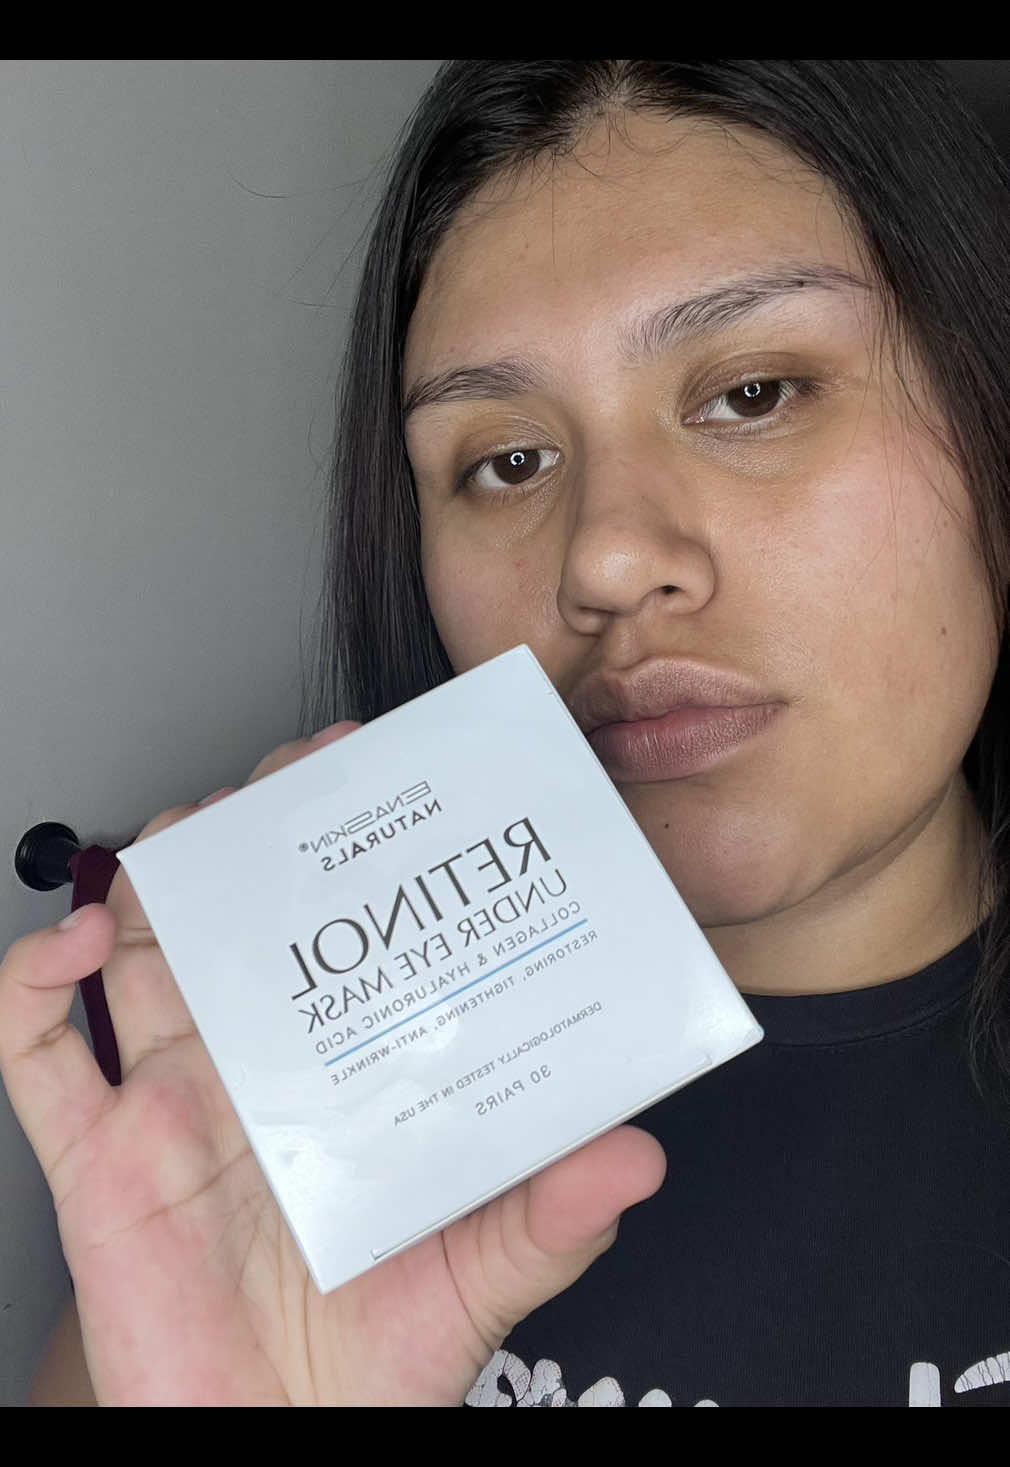 ENASKIN®
NATURALS
RETINOL
UNDER EYE MASK
COLLAGEN & HYALURONIC ACID
RESTORING, TIGHTENING, ANTI-WRINKLE
DERMATOLOGICALLY TESTED IN THE USA
30 PAIRS